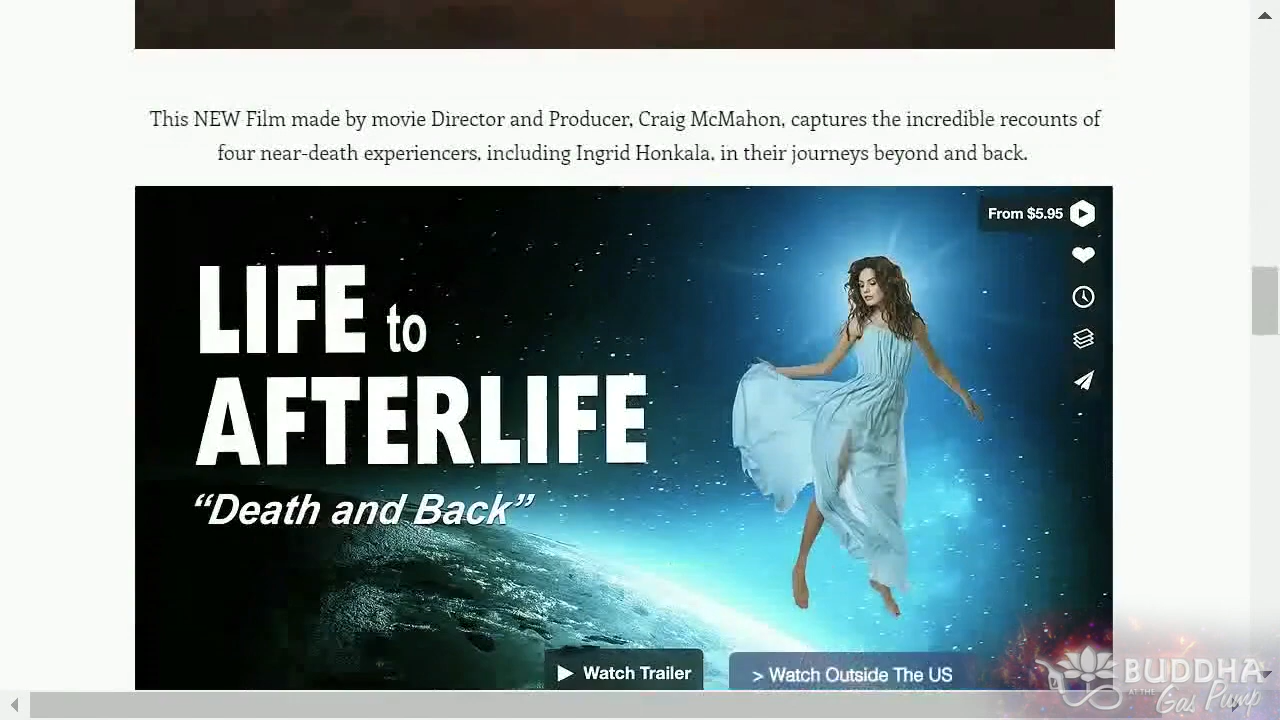 This NEW Film made by movie Director and Producer, Craig McMahon, captures the incredible recounts of
four near-death experiencers, including Ingrid Honkala, in their journeys beyond and back.
From $5.95
LIFE to
AFTERLIFE
“Death and Back”
Watch Trailer
> Watch Outside The US
BUDDHA
AT THE
Gas Pump